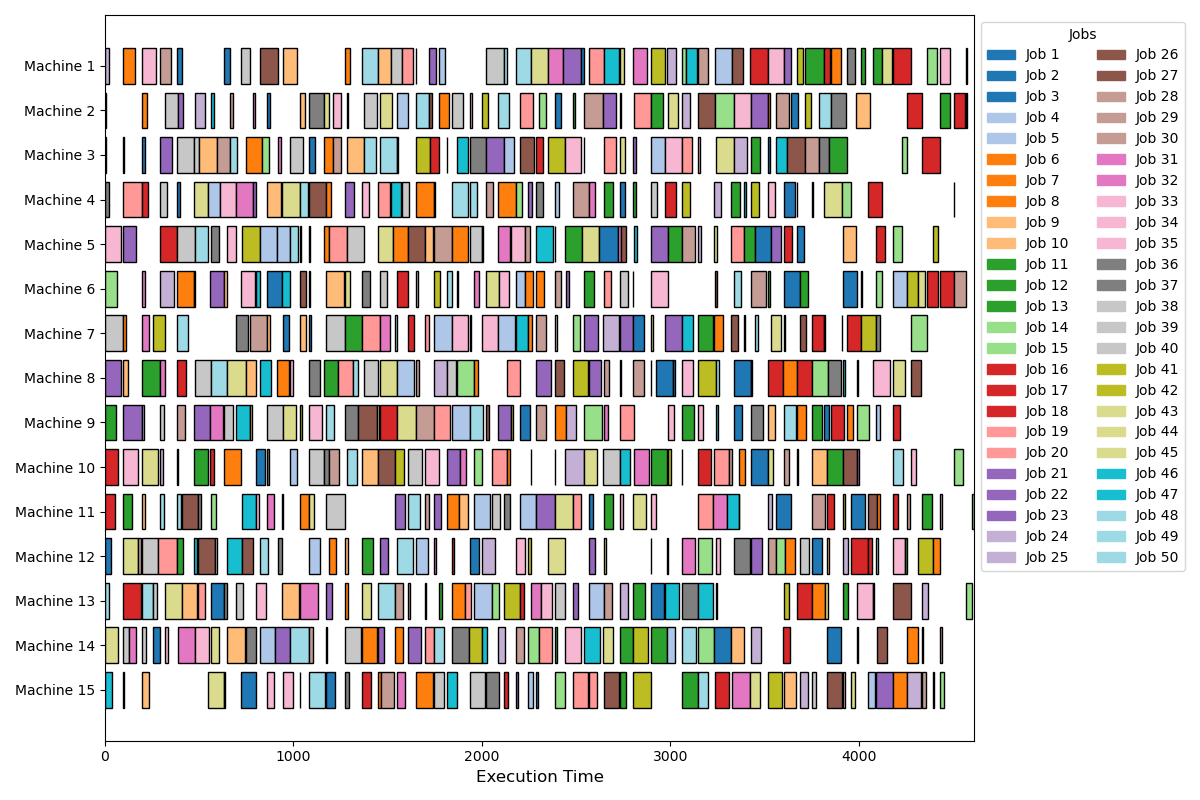 Machine 1
Machine 2
Machine 3
Machine 4
Machine 5
Machine 6
Machine 7
Machine 8
Machine 9
Machine 10
Machine 11
Machine 12
Machine 13
Machine 14
Machine 15
0 1000 2000 3000 4000
Execution Time
Jobs
Job 1
Job 2
Job 3
Job 4
Job 5
Job 6
Job 7
Job 8
Job 9
Job 10
Job 11
Job 12
Job 13
Job 14
Job 15
Job 16
Job 17
Job 18
Job 19
Job 20
Job 21
Job 22
Job 23
Job 24
Job 25
Job 26
Job 27
Job 28
Job 29
Job 30
Job 31
Job 32
Job 33
Job 34
Job 35
Job 36
Job 37
Job 38
Job 39
Job 40
Job 41
Job 42
Job 43
Job 44
Job 45
Job 46
Job 47
Job 48
Job 49
Job 50